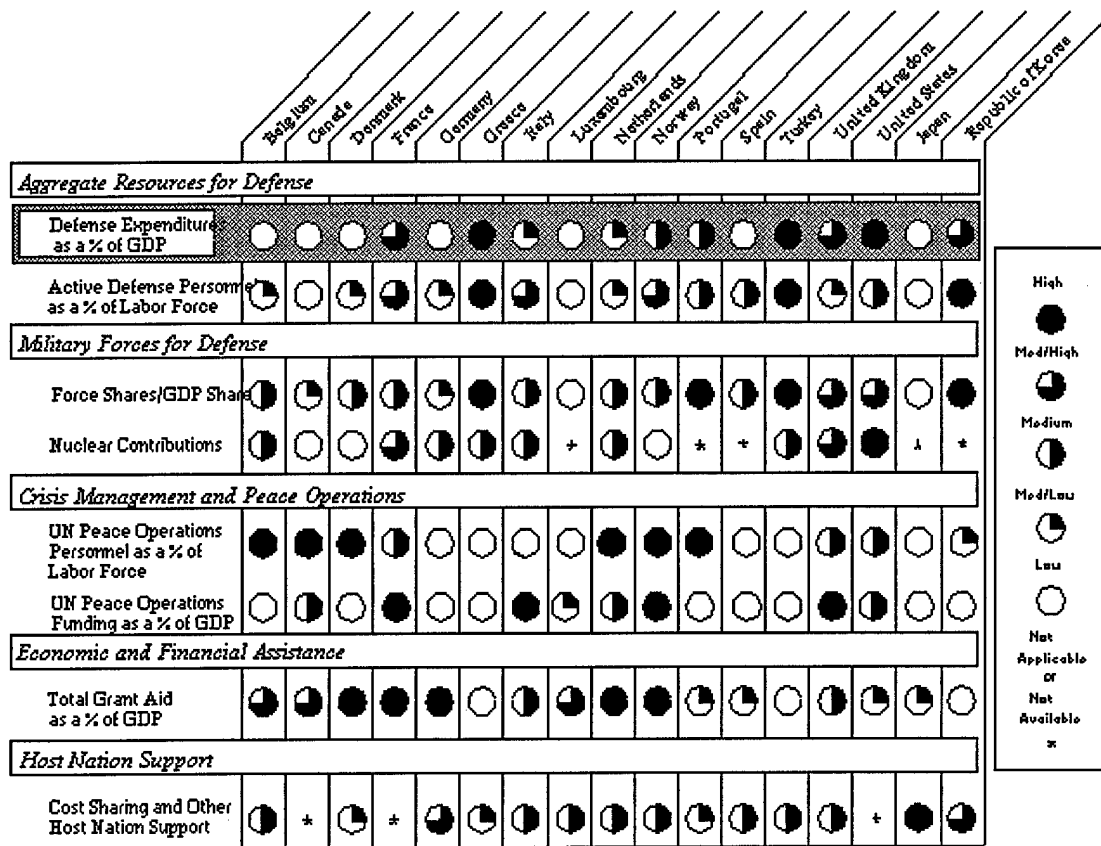 Belgium
Canada
Denmark
France
Germany
Greece
Italy
Luxembourg
Netherlands
Norway
Portugal
Spain
Turkey
United Kingdom
United States
Japan
Republic of Korea
Aggregate Resources for Defense
Defense Expenditure
as a % of GDP
Active Defense Personnel
as a % of Labor Force
Military Forces for Defense
Force Shares/GDP Share
Nuclear Contributions
* * * * *
Crisis Management and Peace Operations
UN Peace Operations
Personnel as a % of
Labor Force
UN Peace Operations
Funding as a % of GDP
Economic and Financial Assistance
Total Grant Aid
as a % of GDP
Host Nation Support
Cost Sharing and Other
Host Nation Support
* * *
High
Med/High
Medium
Med/Low
Low
Not
Applicable
or
Not
Available
*